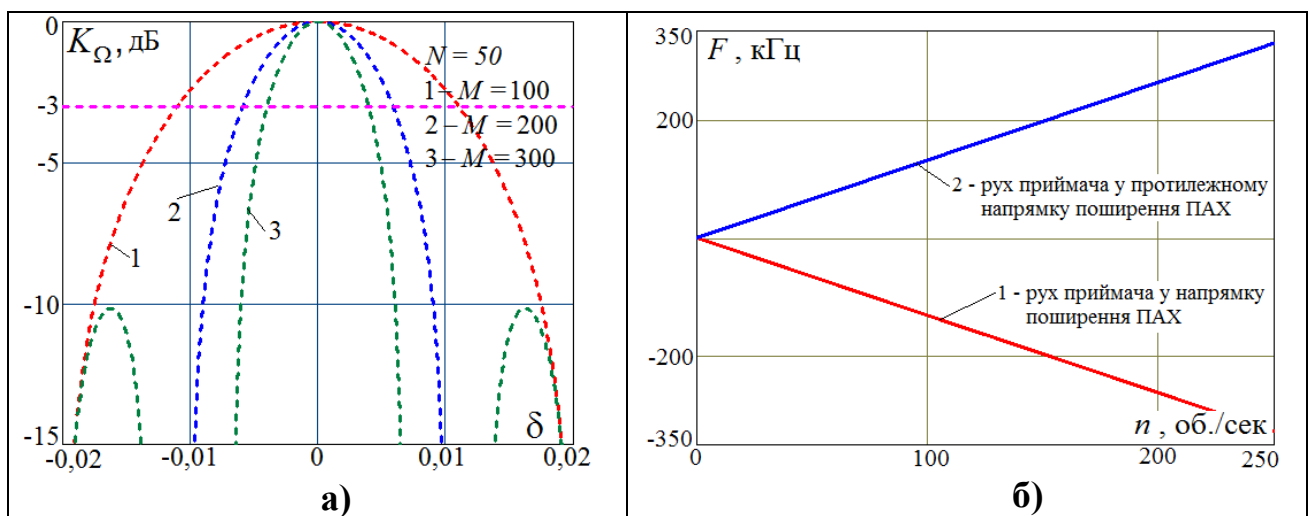 0
K_Ω, дБ
N = 50
1 – M = 100
-3
2 – M = 200
-5
3 – M = 300
2
3
1
-10
-15
δ
-0,02
-0,01
0
0,01
0,02
а)
350
F , кГц
200
2 - рух приймача у протилежному
напрямку поширення ПАХ
1 - рух приймача у напрямку
поширення ПАХ
-200
n , об./сек
-350
0
100
200
250
б)